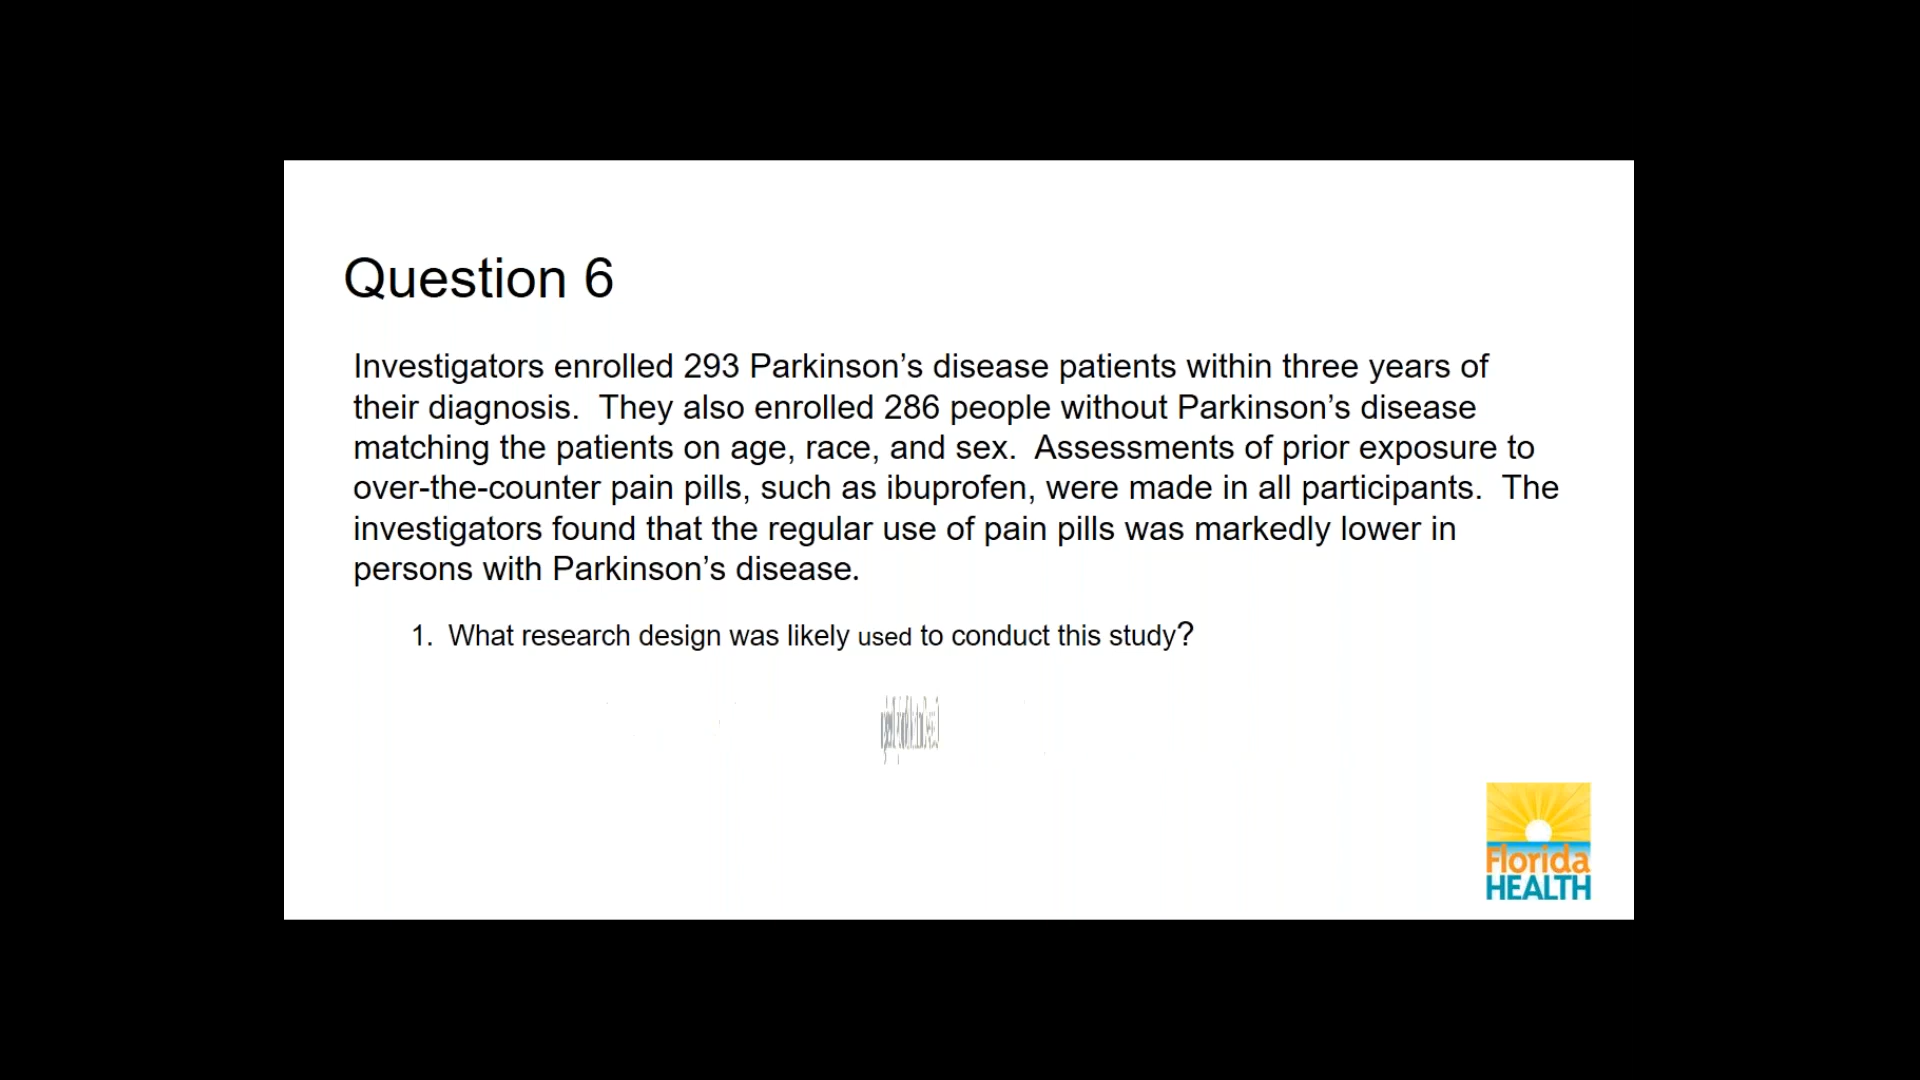 Question 6
Investigators enrolled 293 Parkinson’s disease patients within three years of
their diagnosis.  They also enrolled 286 people without Parkinson’s disease
matching the patients on age, race, and sex.  Assessments of prior exposure to
over-the-counter pain pills, such as ibuprofen, were made in all participants.  The
investigators found that the regular use of pain pills was markedly lower in
persons with Parkinson’s disease.
1. What research design was likely used to conduct this study?
Florida
HEALTH